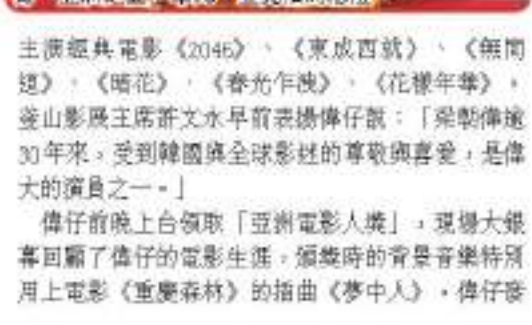 主演經典電影《2046》、《東成西就》、《無間
道》、《暗花》、《春光乍洩》、《花樣年華》。
釜山影展主席許文水早前表揚偉仔說：「梁朝偉逾
30年來，受到韓國與全球影迷的尊敬與喜愛，是偉
大的演員之一。」
偉仔前晚上台領取「亞洲電影人獎」，現場大銀
幕回顧了偉仔的電影生涯，頒獎時的背景音樂特別
用上電影《重慶森林》的插曲《夢中人》。偉仔發